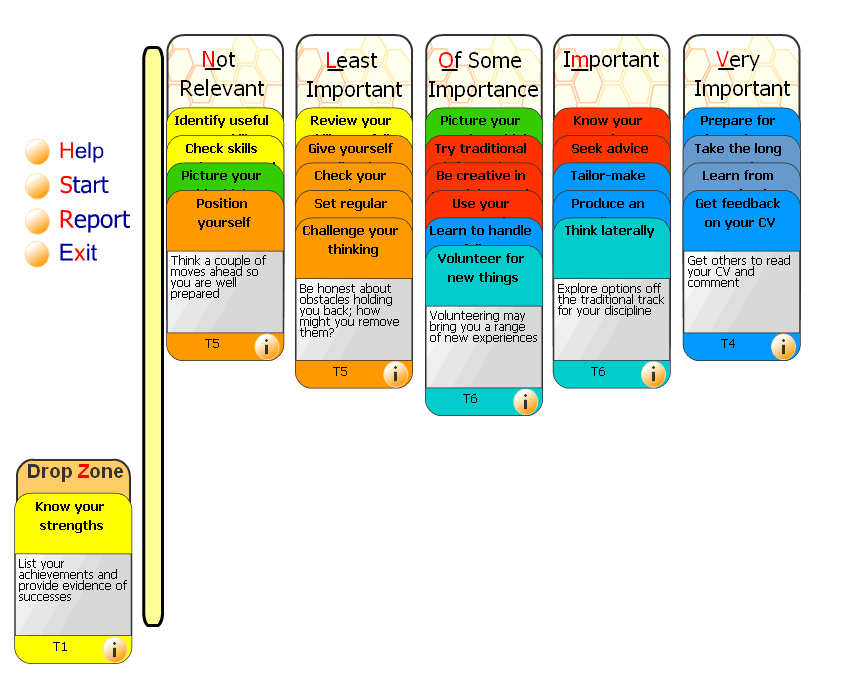 Help
Start
Report
Exit
Not
Relevant
Identify useful
Check skills
Picture your
Position
yourself
Think a couple of
moves ahead so
you are well
prepared
T5
i
Least
Important
Review your
Give yourself
Check your
Set regular
Challenge your
thinking
Be honest about
obstacles holding
you back; how
might you remove
them?
T5
i
Of Some
Importance
Picture your
Try traditional
Be creative in
Use your
Learn to handle
Volunteer for
new things
Volunteering may
bring you a range
of new experiences
T6
i
Important
Know your
Seek advice
Tailor-make
Produce an
Think laterally
Explore options off
the traditional track
for your discipline
T6
i
Very
Important
Prepare for
Take the long
Learn from
Get feedback
on your CV
Get others to read
your CV and
comment
T4
i
Drop Zone
Know your
strengths
List your
achievements and
provide evidence of
successes
T1
i